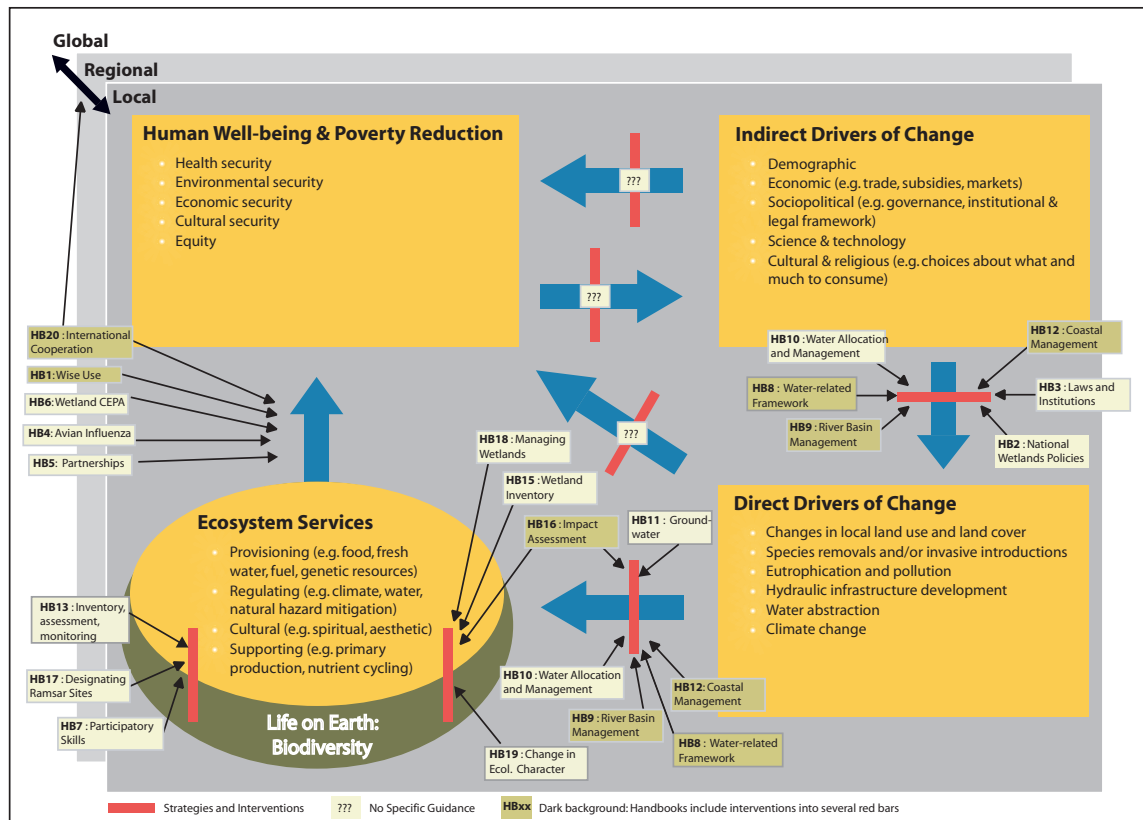 Global
Regional
Local
Human Well-being & Poverty Reduction
Health security
Environmental security
Economic security
Cultural security
Equity
???
???
Indirect Drivers of Change
Demographic
Economic (e.g. trade, subsidies, markets)
Sociopolitical (e.g. governance, institutional &
legal framework)
Science & technology
Cultural & religious (e.g. choices about what and
much to consume)
HB20 : International
Cooperation
HB1 : Wise Use
HB6 : Wetland CEPA
HB4 : Avian Influenza
HB5: Partnerships
HB10 : Water Allocation
and Management
HB12 : Coastal
Management
HB8 : Water-related
Framework
HB3 : Laws and
Institutions
HB9 : River Basin
Management
HB2 : National
Wetlands Policies
???
HB18 : Managing
Wetlands
HB15 : Wetland
Inventory
HB16 : Impact
Assessment
HB11 : Ground-
water
Ecosystem Services
Provisioning (e.g. food, fresh
water, fuel, genetic resources)
Regulating (e.g. climate, water,
natural hazard mitigation)
Cultural (e.g. spiritual, aesthetic)
Supporting (e.g. primary
production, nutrient cycling)
Life on Earth:
Biodiversity
HB13 : Inventory,
assessment,
monitoring
HB17 : Designating
Ramsar Sites
HB7 : Participatory
Skills
Direct Drivers of Change
Changes in local land use and land cover
Species removals and/or invasive introductions
Eutrophication and pollution
Hydraulic infrastructure development
Water abstraction
Climate change
HB10 : Water Allocation
and Management
HB12 : Coastal
Management
HB9 : River Basin
Management
HB8 : Water-related
Framework
HB19 : Change in
Ecol. Character
Strategies and Interventions
??? No Specific Guidance
HBxx Dark background: Handbooks include interventions into several red bars